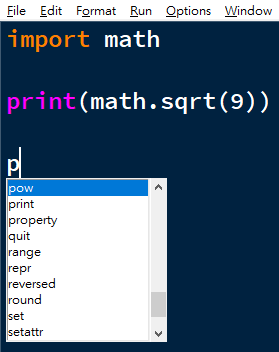 File Edit Format Run Options Window
import math
print(math.sqrt(9))
p
pow
print
property
quit
range
repr
reversed
round
set
setattr